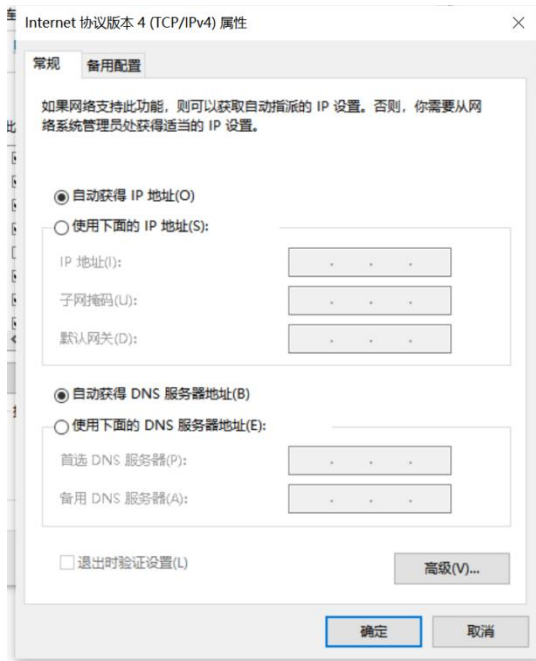 车
Internet 协议版本 4 (TCP/IPv4) 属性
常规
备用配置
如果网络支持此功能，则可以获取自动指派的 IP 设置。否则，你需要从网
络系统管理员处获得适当的 IP 设置。
比
自动获得 IP 地址(O)
使用下面的 IP 地址(S):
IP 地址(I):
子网掩码(U):
默认网关(D):
自动获得 DNS 服务器地址(B)
使用下面的 DNS 服务器地址(E):
首选 DNS 服务器(P):
备用 DNS 服务器(A):
退出时验证设置(L)
高级(V)...
确定
取消